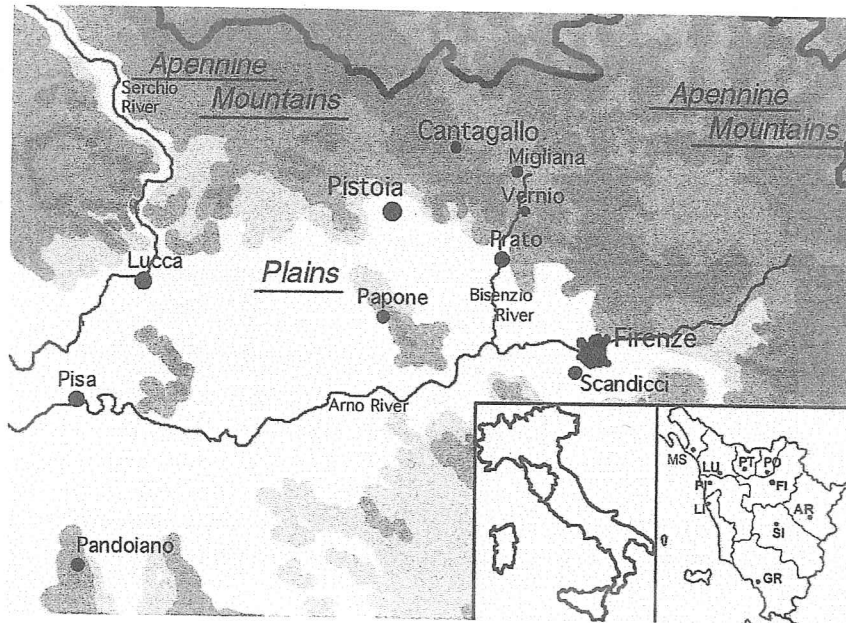 Apennine
Mountains
Serchio
River
Apennine
Mountains
Cantagallo
Migliana
Pistoia
Vernio
Prato
Lucca
Plains
Papone
Bisenzio
River
Firenze
Scandicci
Pisa
Arno River
Pandoiano
MS
LU
PT
PO
PI
FI
LI
AR
SI
GR